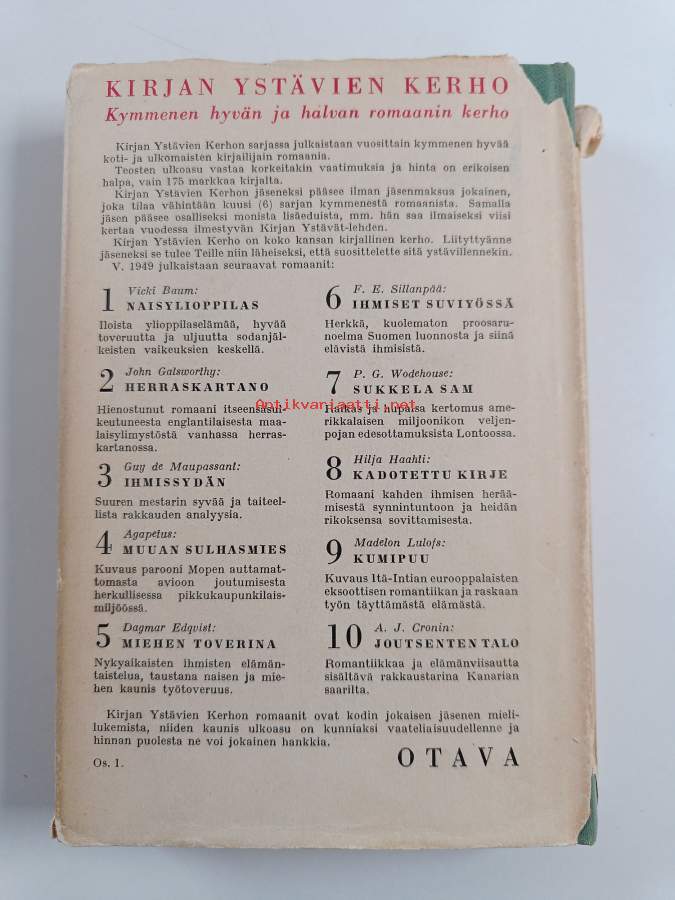 KIRJAN YSTÄVIEN KERHO
Kymmenen hyvän ja halvan romaanin kerho
Kirjan Ystävien Kerhon sarjassa julkaistaan vuosittain kymmenen hyvää
koti- ja ulkomaisten kirjailijain romaania.
Teosten ulkoasu vastaa korkeitakin vaatimuksia ja hinta on erikoisen
halpa, vain 175 markkaa kirjalta.
Kirjan Ystävien Kerhon jäseneksi pääsee ilman jäsenmaksua jokainen,
joka tilaa vähintään kuusi (6) sarjan kymmenestä romaanista. Samalla
jäsen pääsee osalliseksi monista lisäeduista, mm. hän saa ilmaiseksi viisi
kertaa vuodessa ilmestyvän Kirjan Ystävät-lehden.
Kirjan Ystävien Kerho on koko kansan kirjallinen kerho. Liityttyänne
jäseneksi se tulee Teille niin läheiseksi, että suosittelette sitä ystävillennekin.
V. 1949 julkaistaan seuraavat romaanit:
1 Vicki Baum:
NAISYLIOPPILAS
Iloista ylioppilaselämää, hyvää
toveruutta ja uljuutta sodanjäl-
keisten vaikeuksien keskellä.
2 John Galsworthy:
HERRASKARTANO
Hienostunut romaani itseensäsul-
keutuneesta englantilaisesta maa-
laisylimystöstä vanhassa herras-
kartanossa.
3 Guy de Maupassant:
IHMISSYDÄN
Suuren mestarin syvää ja taiteel-
lista rakkauden analyysia.
4 Agapetus:
MUUAN SULHASMIES
Kuvaus parooni Mopen auttamat-
tomasta avioon joutumisesta
herkullisessa pikkukaupunkilais-
miljöössä.
5 Dagmar Edqvist:
MIEHEN TOVERINA
Nykyaikaisten ihmisten elämän-
taistelua, taustana naisen ja mie-
hen kaunis työtoveruus.
6 F. E. Sillanpää:
IHMISET SUVIYÖSSÄ
Herkkä, kuolematon proosaru-
noelma Suomen luonnosta ja siinä
elävistä ihmisistä.
7 P. G. Wodehouse:
SUKKELA SAM
Raikas ja hupaisa kertomus ame-
rikkalaisen miljoonikon veljen-
pojan edesottamuksista Lontoossa.
8 Hilja Haahti:
KADOTETTU KIRJE
Romaani kahden ihmisen herää-
misestä synnintuntoon ja heidän
rikoksensa sovittamisesta.
9 Madelon Lulofs:
KUMIPUU
Kuvaus Itä-Intian eurooppalaisten
eksoottisen romantiikan ja raskaan
työn täyttämästä elämästä.
10 A. J. Cronin:
JOUTSENTEN TALO
Romantiikkaa ja elämänviisautta
sisältävä rakkaustarina Kanarian
saarilta.
Antikvariaatti.net
Kirjan Ystävien Kerhon romaanit ovat kodin jokaisen jäsenen mieli-
lukemista, niiden kaunis ulkoasu on kunniaksi vaateliaisuudellenne ja
hinnan puolesta ne voi jokainen hankkia.
Os. 1.
OTAVA